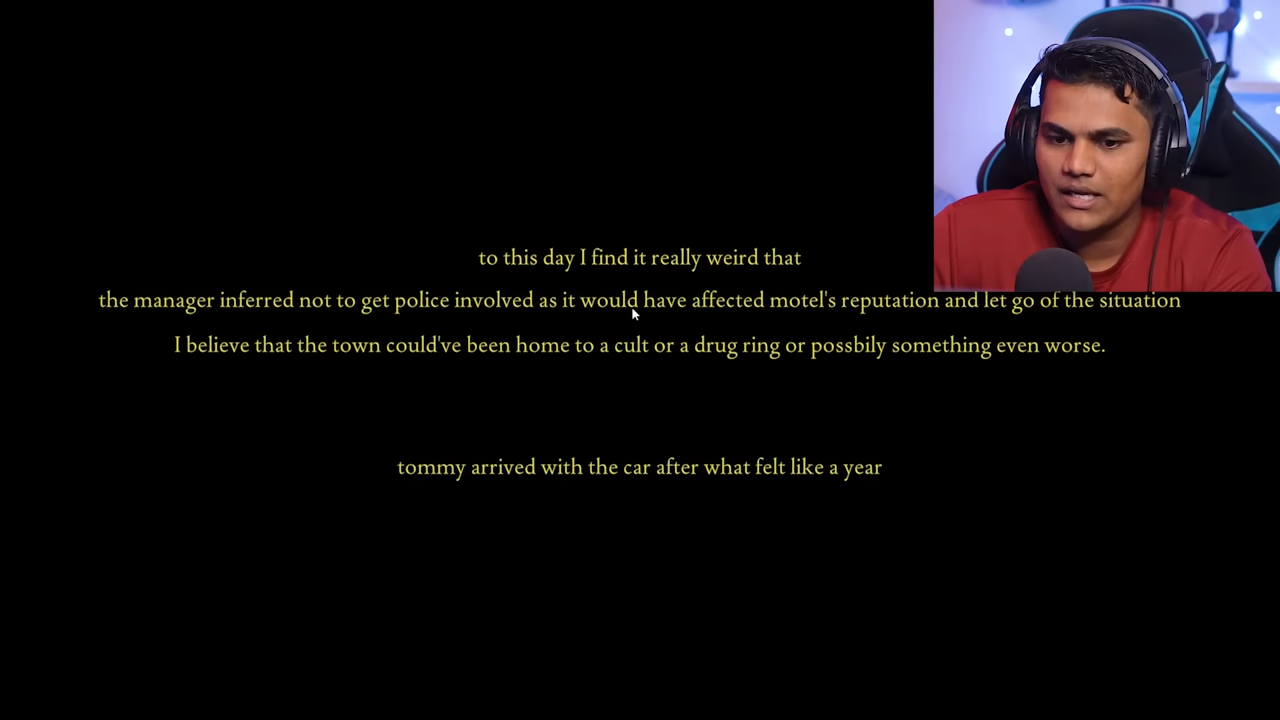 to this day I find it really weird that
the manager inferred not to get police involved as it would have affected motel's reputation and let go of the situation
I believe that the town could've been home to a cult or a drug ring or possbily something even worse.
tommy arrived with the car after what felt like a year